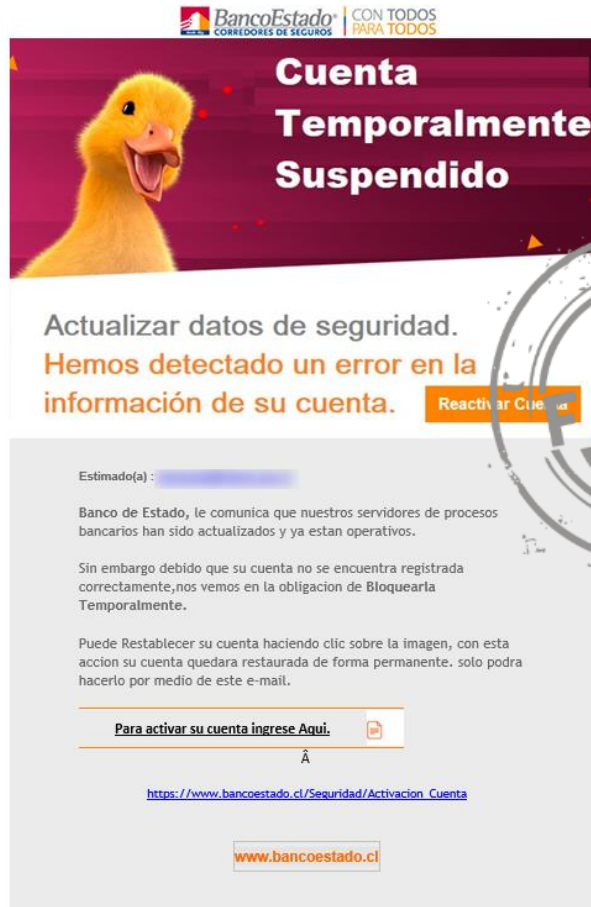 BancoEstado®
CORREDORES DE SEGUROS
CON TODOS
PARA TODOS
Cuenta
Temporalmente
Suspendido
Actualizar datos de seguridad.
Hemos detectado un error en la
información de su cuenta.
Reactivar Cuenta
Estimado(a) :
Banco de Estado, le comunica que nuestros servidores de procesos
bancarios han sido actualizados y ya estan operativos.
Sin embargo debido que su cuenta no se encuentra registrada
correctamente,nos vemos en la obligacion de Bloquearla
Temporalmente.
Puede Restablecer su cuenta haciendo clic sobre la imagen, con esta
accion su cuenta quedara restaurada de forma permanente. solo podra
hacerlo por medio de este e-mail.
Para activar su cuenta ingrese Aqui.
Â
https://www.bancoestado.cl/Seguridad/Activacion_Cuenta
www.bancoestado.cl